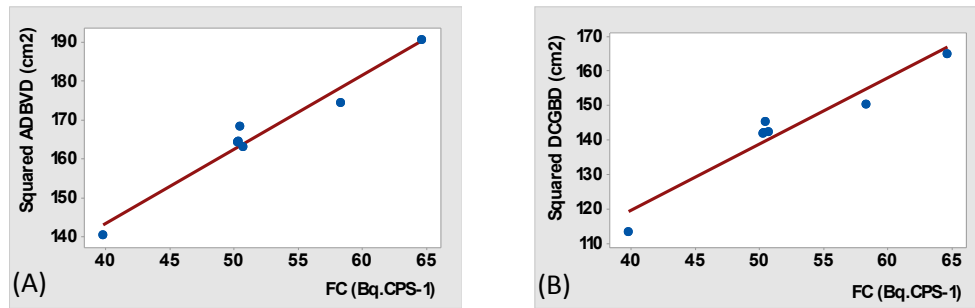 Squared ADBVD (cm2)
190
180
170
160
150
140
40 45 50 55 60 65
(A)
FC (Bq.CPS-1)
Squared DCGBD (cm2)
170
160
150
140
130
120
110
40 45 50 55 60 65
(B)
FC (Bq.CPS-1)